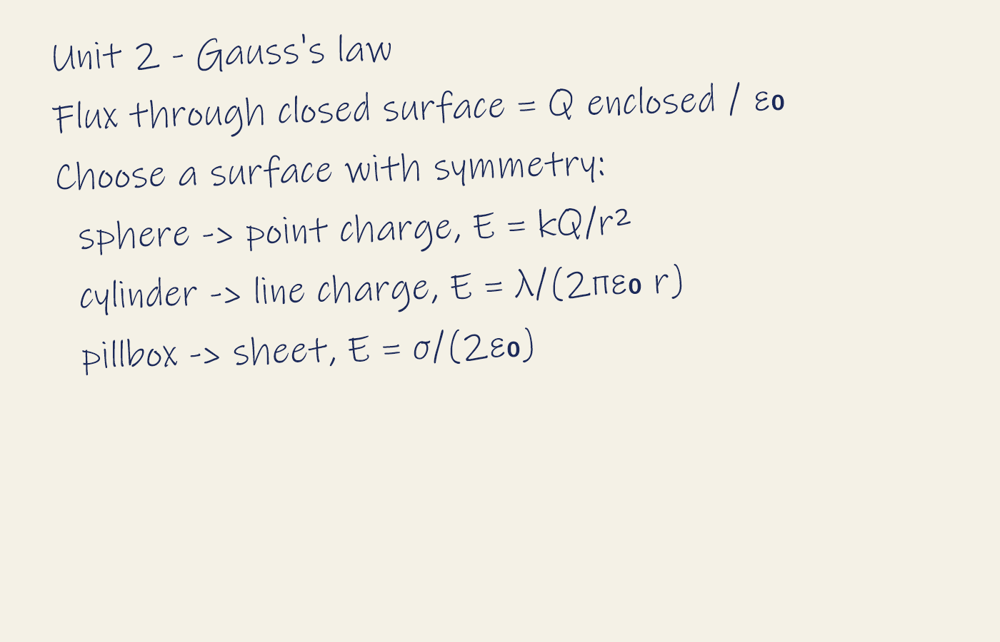 Unit 2 - Gauss's law
Flux through closed surface = Q enclosed / ε₀
Choose a surface with symmetry:
sphere -> point charge, E = kQ/r²
cylinder -> line charge, E = λ/(2πε₀ r)
pillbox -> sheet, E = σ/(2ε₀)